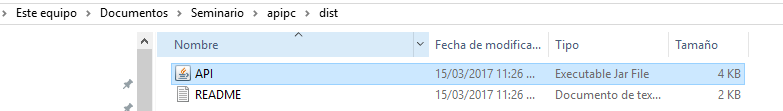 Este equipo > Documentos > Seminario > apipc > dist
Nombre Fecha de modifica... Tipo Tamaño
API 15/03/2017 11:26 ... Executable Jar File 4 KB
README 15/03/2017 11:26 ... Documento de tex... 2 KB